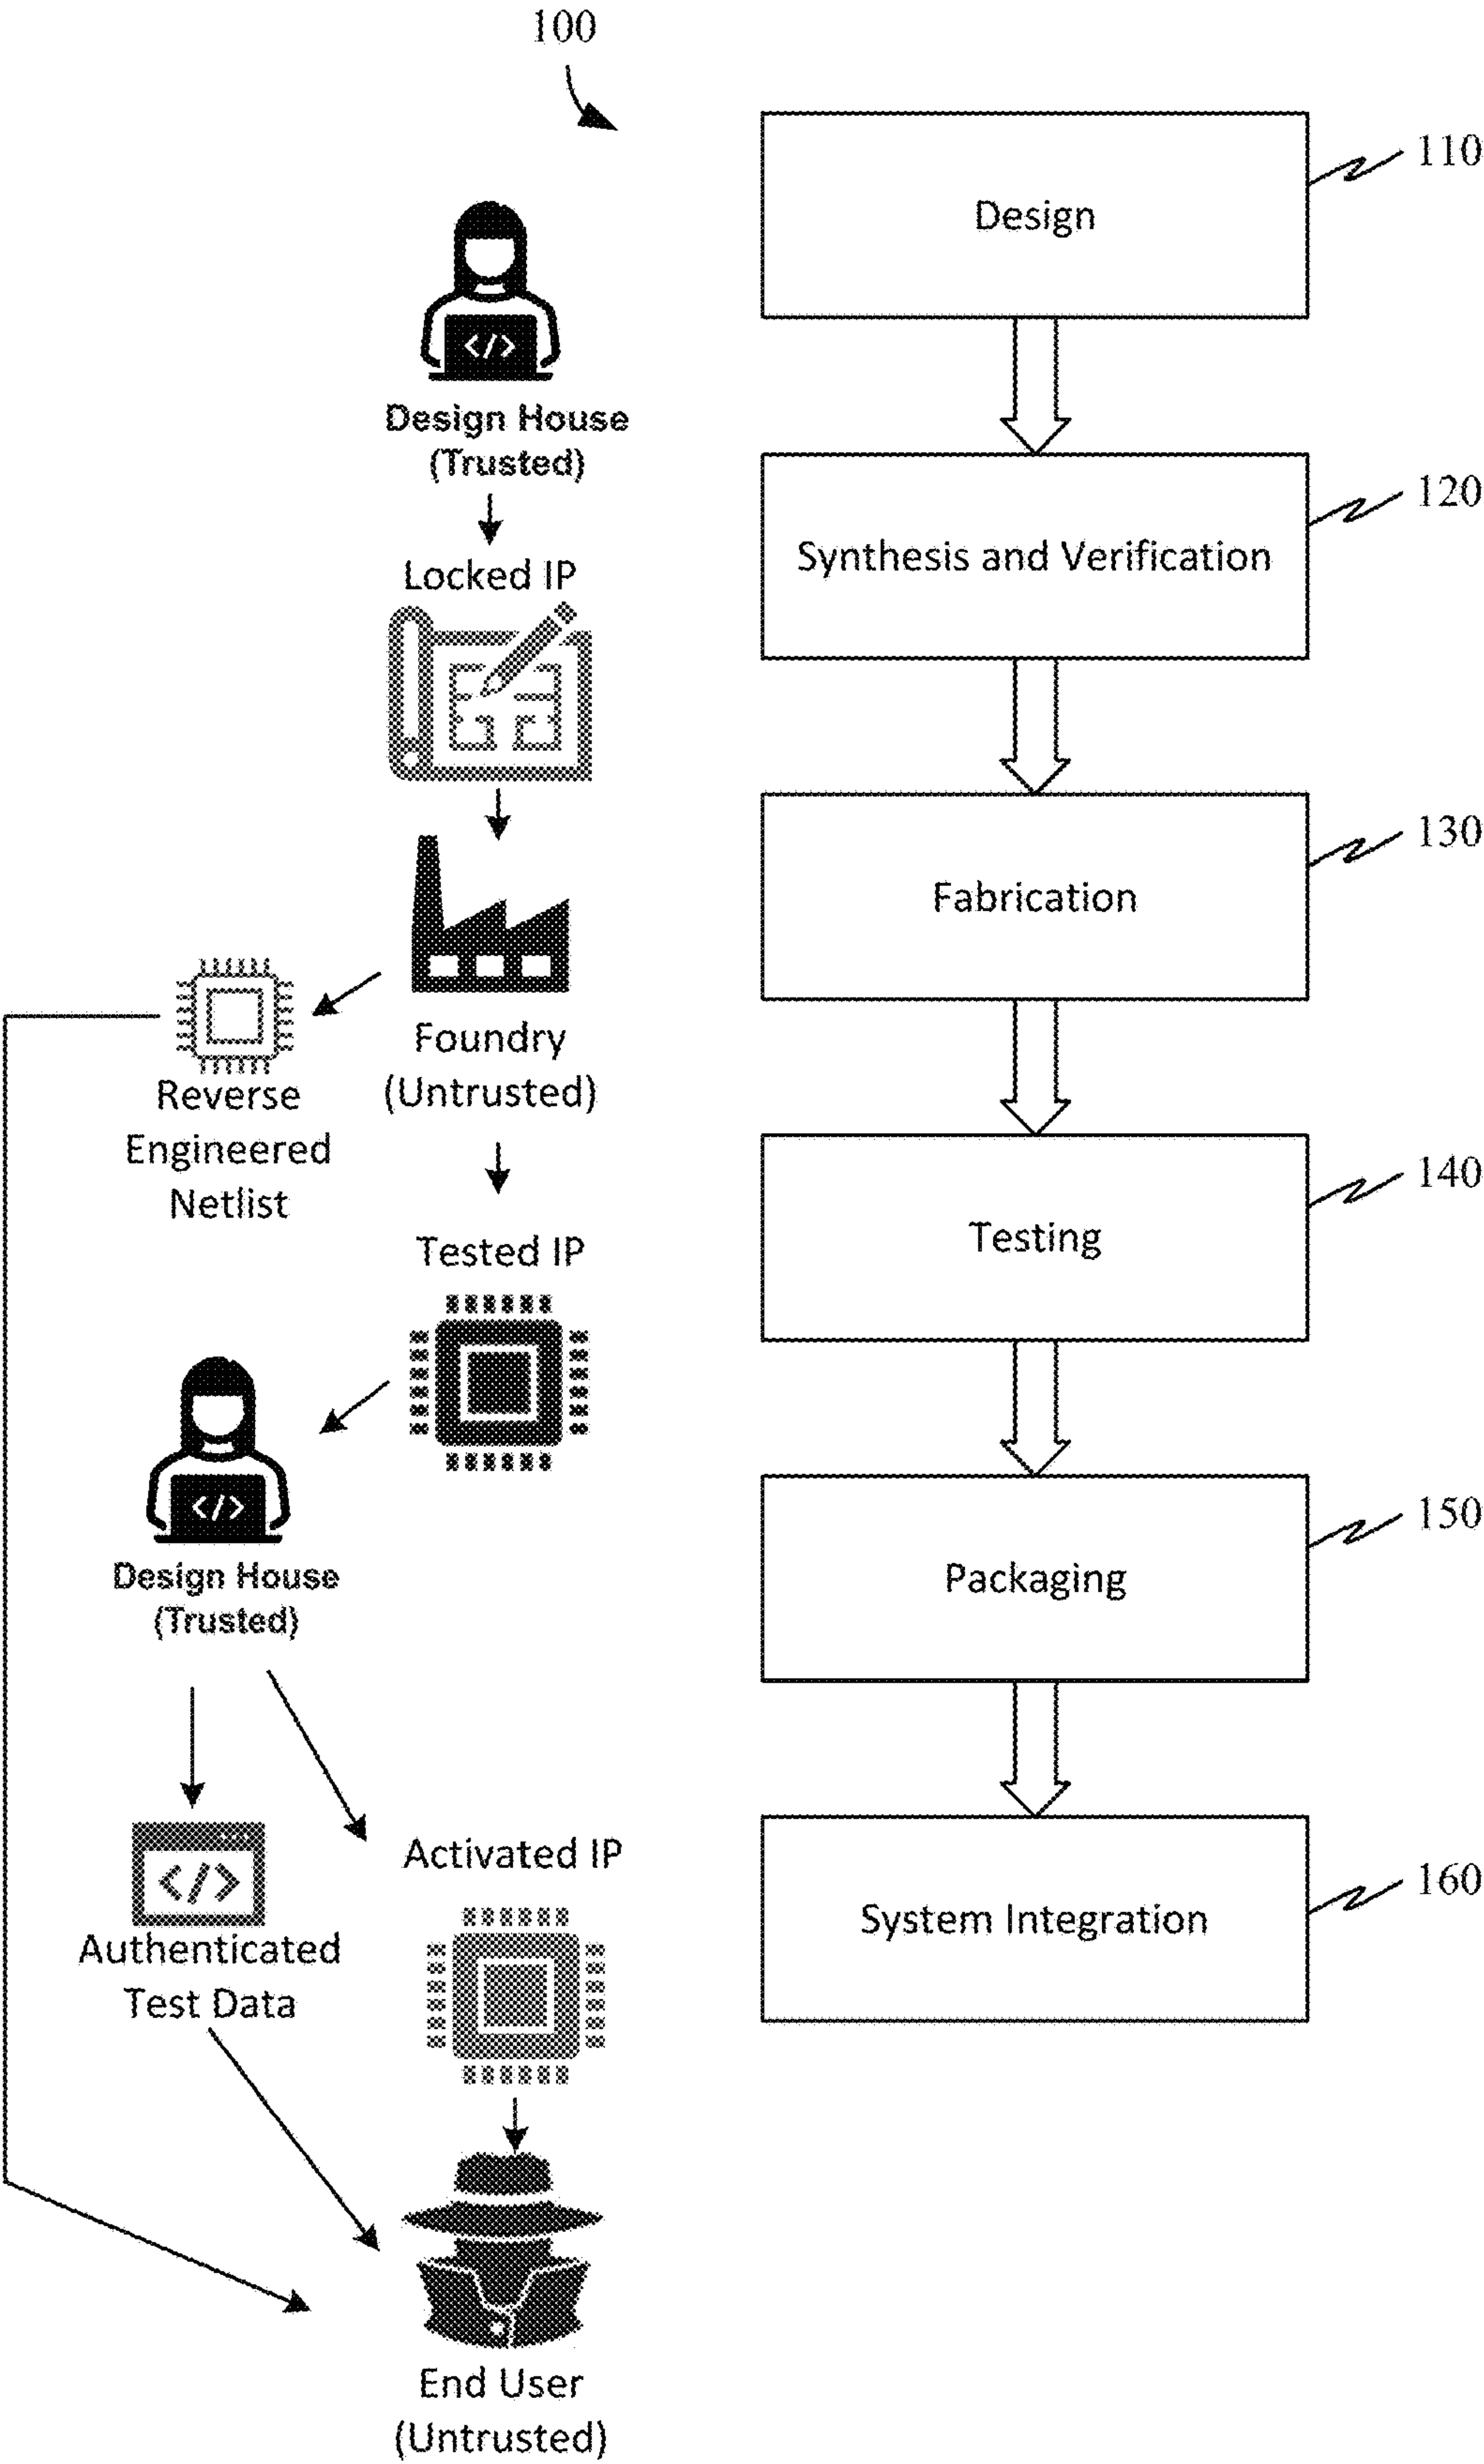 100
110
Design
</>
Design House
(Trusted)
120
Synthesis and Verification
Locked IP
130
Fabrication
Foundry
(Untrusted)
Reverse
Engineered
Netlist
140
Testing
Tested IP
</>
Design House
(Trusted)
150
Packaging
Activated IP
</>
Authenticated
Test Data
160
System Integration
End User
(Untrusted)